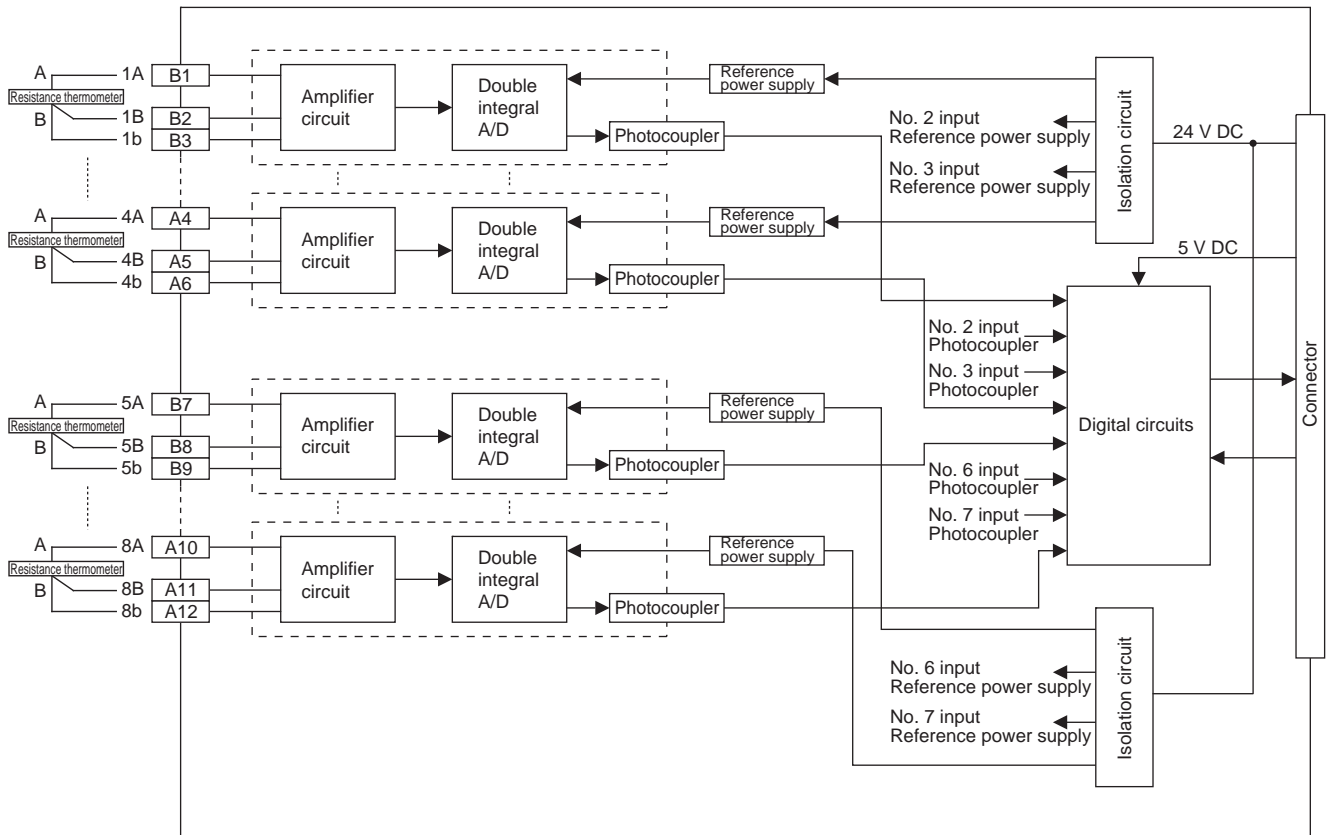 A
1A
B1
Resistance thermometer
B
1B
B2
1b
B3
Amplifier
circuit
Double
integral
A/D
Reference
power supply
Photocoupler
A
4A
A4
Resistance thermometer
B
4B
A5
4b
A6
Amplifier
circuit
Double
integral
A/D
Reference
power supply
Photocoupler
No. 2 input
Reference power supply
No. 3 input
Reference power supply
Isolation circuit
24 V DC
5 V DC
Connector
A
5A
B7
Resistance thermometer
B
5B
B8
5b
B9
Amplifier
circuit
Double
integral
A/D
Reference
power supply
Photocoupler
No. 2 input
Photocoupler
No. 3 input
Photocoupler
Digital circuits
No. 6 input
Photocoupler
No. 7 input
Photocoupler
A
8A
A10
Resistance thermometer
B
8B
A11
8b
A12
Amplifier
circuit
Double
integral
A/D
Reference
power supply
Photocoupler
No. 6 input
Reference power supply
No. 7 input
Reference power supply
Isolation circuit